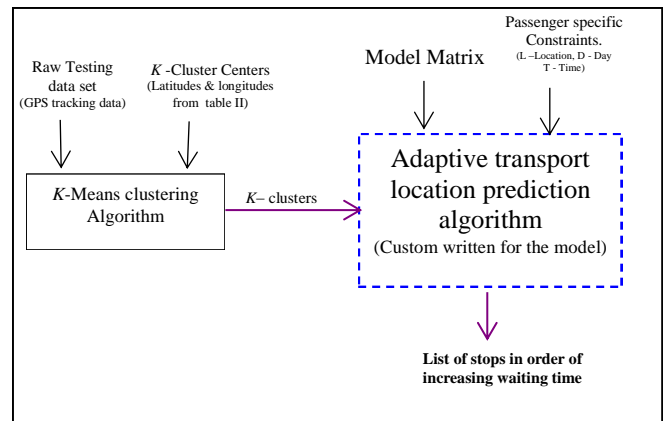 Raw Testing
data set
(GPS tracking data)
K -Cluster Centers
(Latitudes & longitudes
from table II)
Model Matrix
Passenger specific
Constraints.
(L –Location, D - Day
T - Time)
K-Means clustering
Algorithm
K– clusters
Adaptive transport
location prediction
algorithm
(Custom written for the model)
List of stops in order of
increasing waiting time